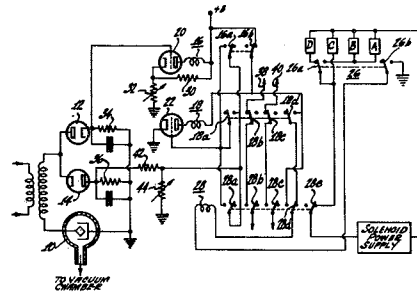 +B
20
16
26a
26b
D
C
B
A
26a
26b
26
32
30
38
40
12
34
22
18
18a
18b
18c
18d
36
42
44
14
28
28a
28b
28c
28d
28e
10
TO VACUUM
CHAMBER
SOLENOID
POWER
SUPPLY